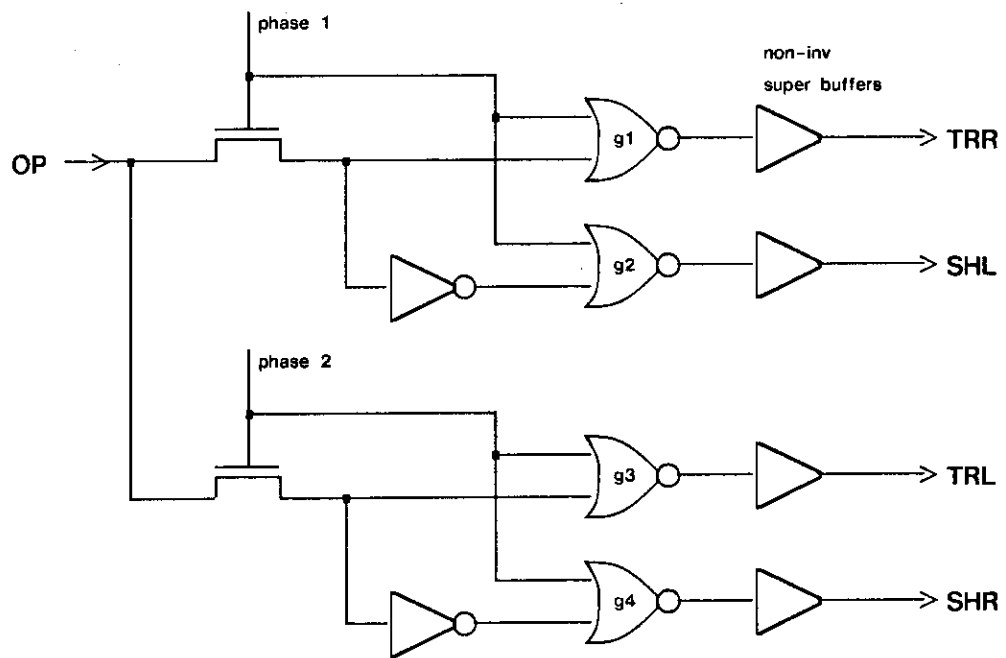 phase 1
non-inv
super buffers
g1
TRR
OP
g2
SHL
phase 2
g3
TRL
g4
SHR